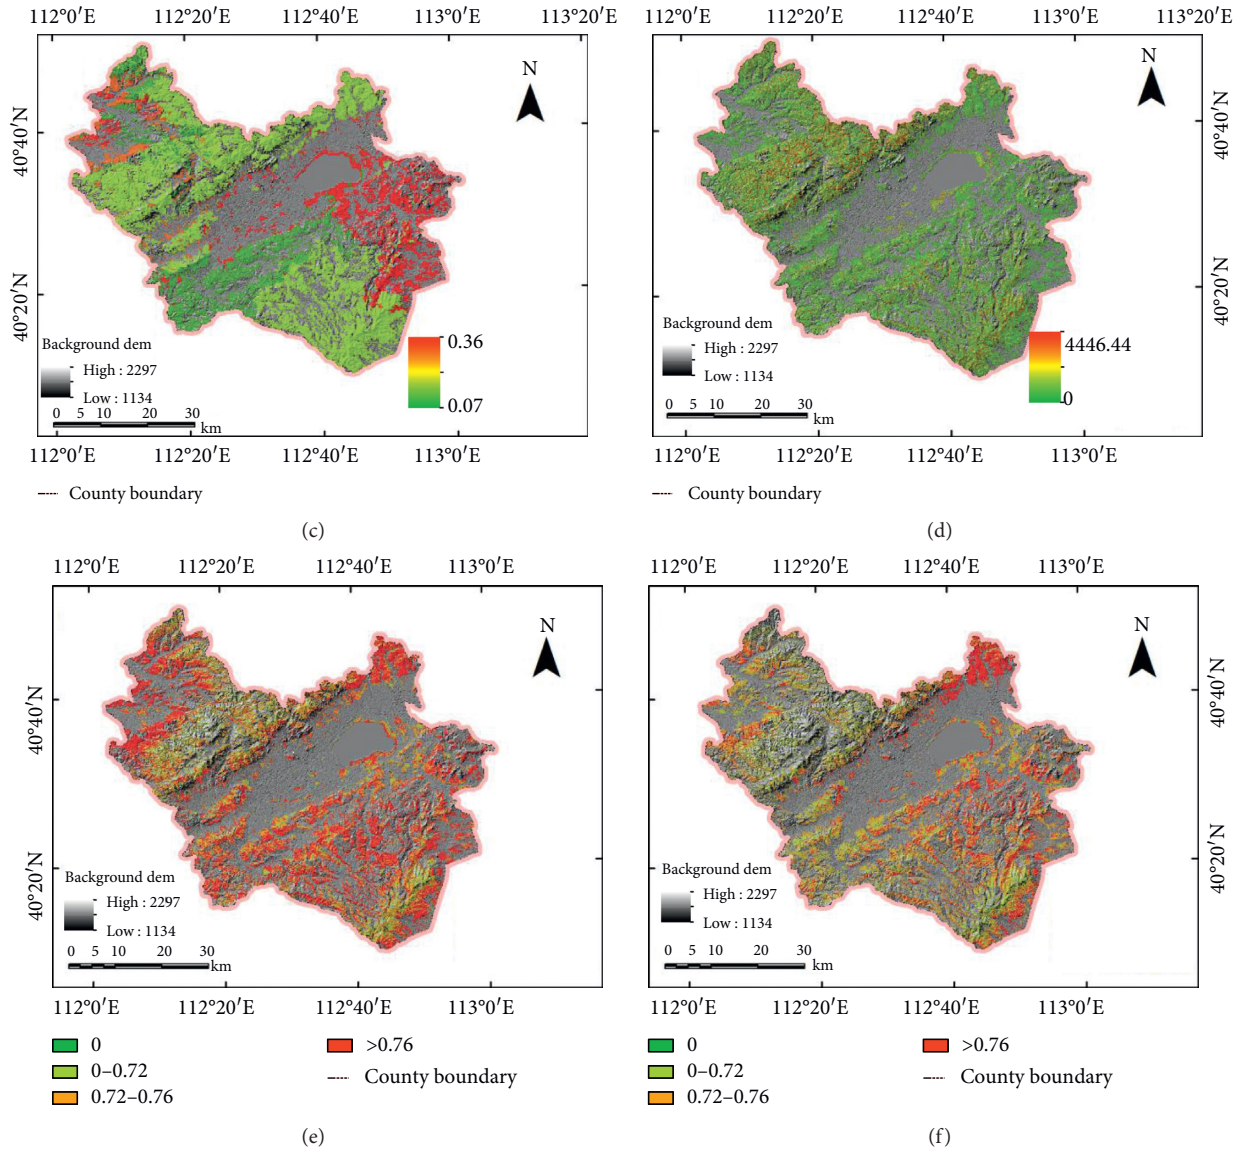 112°0′E 112°20′E 112°40′E 113°0′E 113°20′E
N
40°40′N
40°20′N
Background dem
High : 2297
Low : 1134
0 5 10 20 30
km
0.36
0.07
112°0′E 112°20′E 112°40′E 113°0′E
County boundary
(c)
112°0′E 112°20′E 112°40′E 113°0′E 113°20′E
N
40°40′N
40°20′N
Background dem
High : 2297
Low : 1134
0 5 10 20 30
km
4446.44
0
112°0′E 112°20′E 112°40′E 113°0′E
County boundary
(d)
112°0′E 112°20′E 112°40′E 113°0′E
N
40°40′N
40°20′N
Background dem
High : 2297
Low : 1134
0 5 10 20 30
km
112°0′E 112°20′E 112°40′E 113°0′E
0
0–0.72
0.72–0.76
>0.76
County boundary
(e)
112°0′E 112°20′E 112°40′E 113°0′E
N
40°40′N
40°20′N
40°40′N
40°20′N
Background dem
High : 2297
Low : 1134
0 5 10 20 30
km
112°0′E 112°20′E 112°40′E 113°0′E
0
0–0.72
0.72–0.76
>0.76
County boundary
(f)